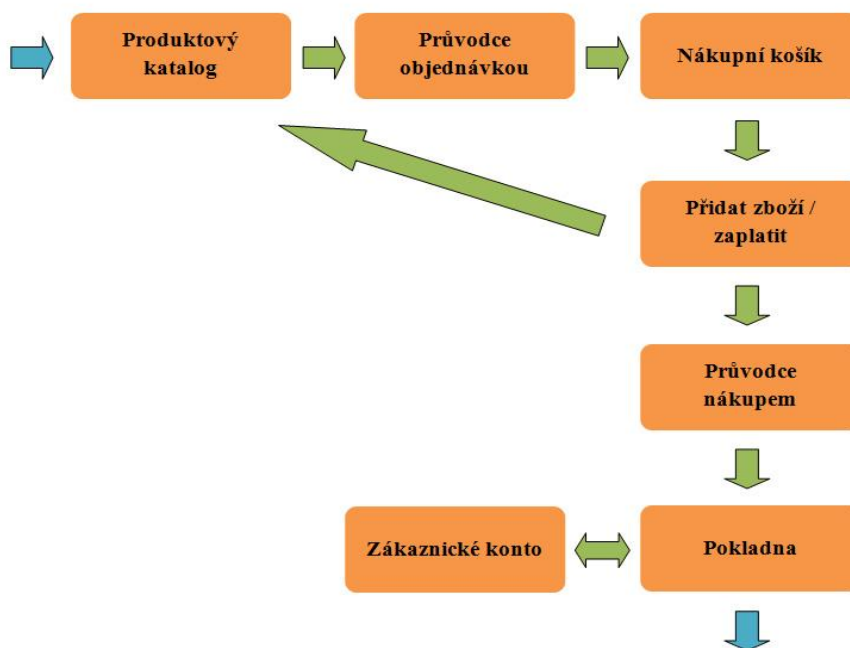 Produktový
katalog
Průvodce
objednávkou
Nákupní košík
Přidat zboží /
zaplatit
Průvodce
nákupem
Zákaznické konto
Pokladna